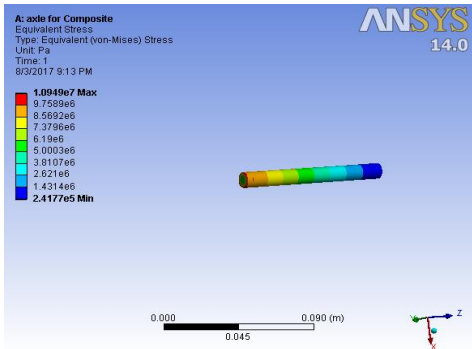 A: axle for Composite
Equivalent Stress
Type: Equivalent (von-Mises) Stress
Unit: Pa
Time: 1
8/3/2017 9:13 PM
ANSYS
14.0
1.0949e7 Max
9.7589e6
8.5692e6
7.3796e6
6.19e6
5.0003e6
3.8107e6
2.621e6
1.4314e6
2.4177e5 Min
0.000
0.090 (m)
0.045
Y
Z
X